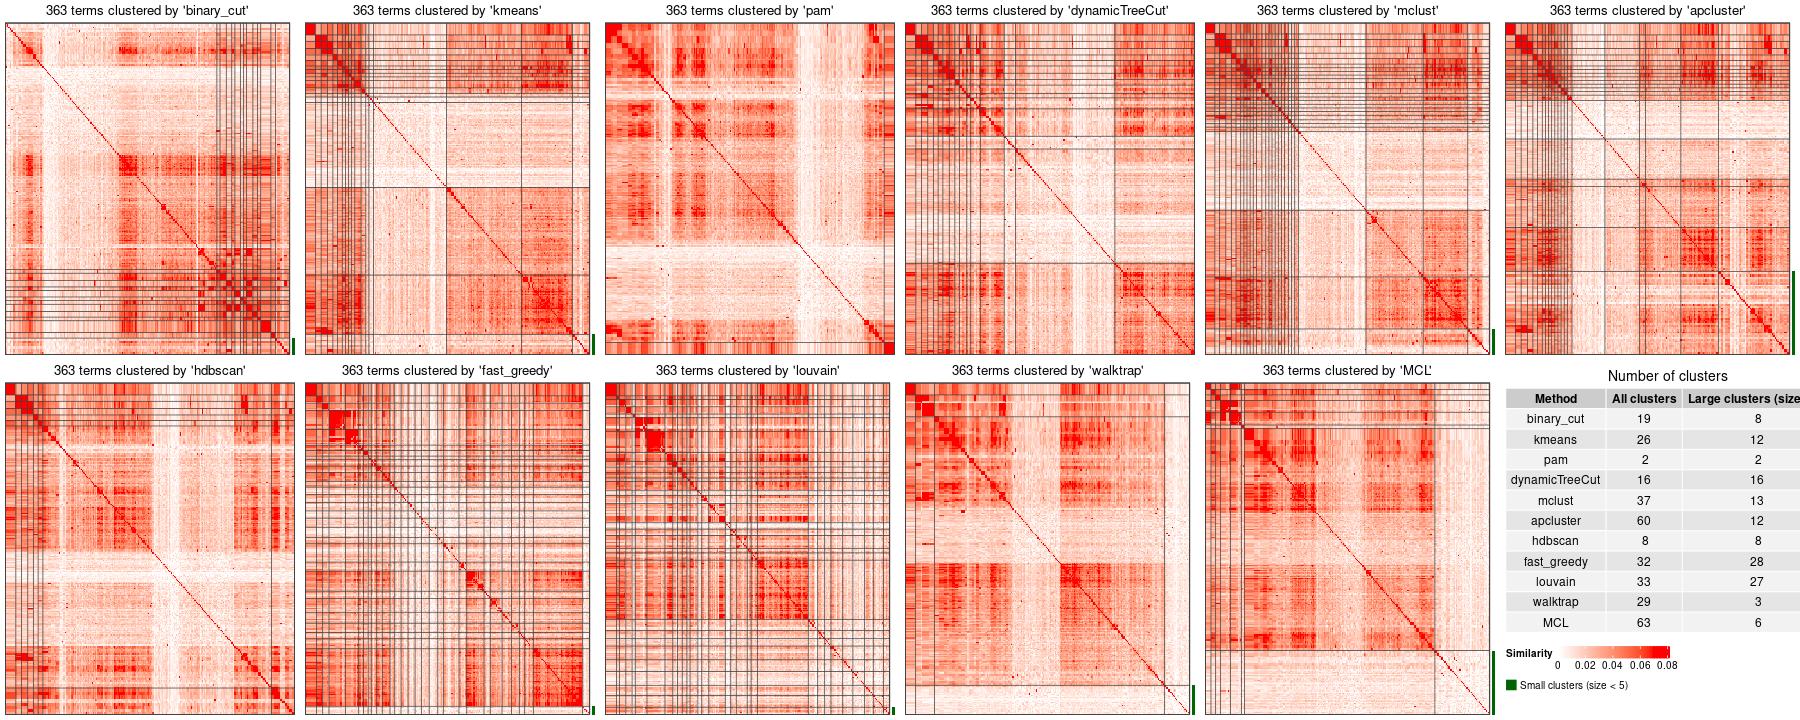 363 terms clustered by 'binary_cut'
363 terms clustered by 'kmeans'
363 terms clustered by 'pam'
363 terms clustered by 'dynamicTreeCut'
363 terms clustered by 'mclust'
363 terms clustered by 'apcluster'
363 terms clustered by 'hdbscan'
363 terms clustered by 'fast_greedy'
363 terms clustered by 'louvain'
363 terms clustered by 'walktrap'
363 terms clustered by 'MCL'
Number of clusters
Method All clusters Large clusters (size
binary_cut 19 8
kmeans 26 12
pam 2 2
dynamicTreeCut 16 16
mclust 37 13
apcluster 60 12
hdbscan 8 8
fast_greedy 32 28
louvain 33 27
walktrap 29 3
MCL 63 6
Similarity
0 0.02 0.04 0.06 0.08
Small clusters (size < 5)